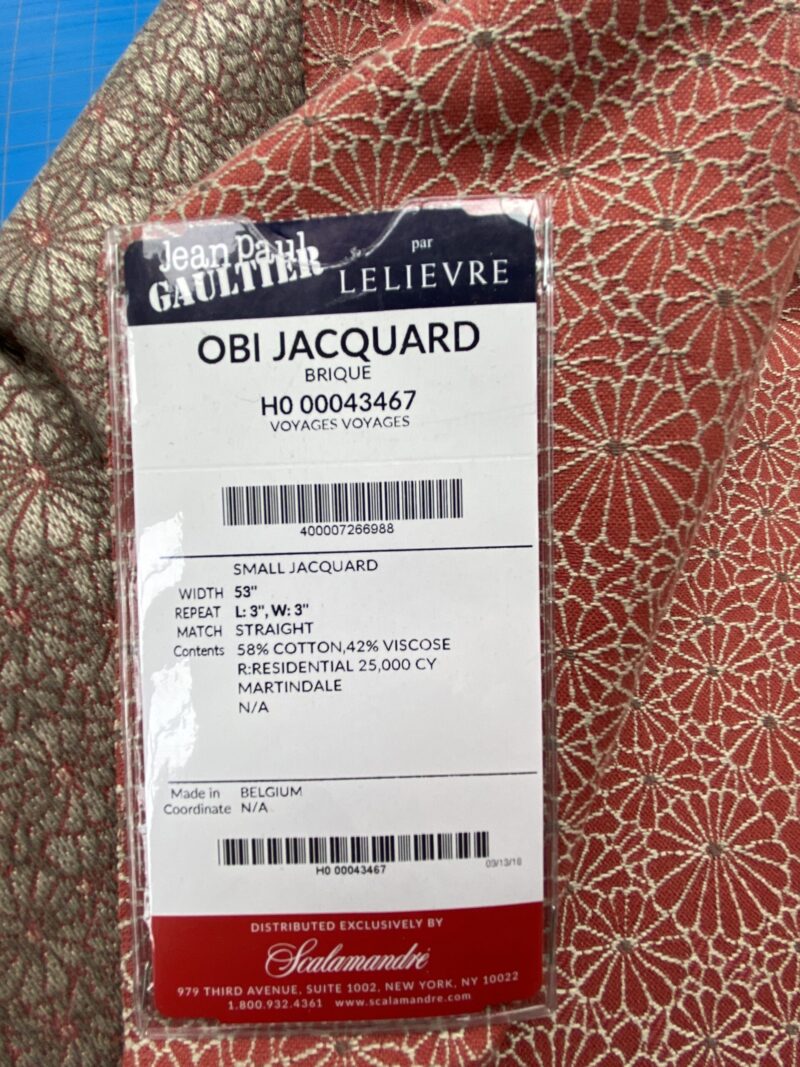 Jean Paul
GAULTIER
par
LELIEVRE
OBI JACQUARD
BRIQUE
H0 00043467
VOYAGES VOYAGES
400007266988
SMALL JACQUARD
WIDTH 53"
REPEAT L: 3", W: 3"
MATCH STRAIGHT
Contents 58% COTTON,42% VISCOSE
R:RESIDENTIAL 25,000 CY
MARTINDALE
N/A
Made in BELGIUM
Coordinate N/A
H0 00043467
09/13/18
DISTRIBUTED EXCLUSIVELY BY
Scalamandré
979 THIRD AVENUE, SUITE 1002, NEW YORK, NY 10022
1.800.932.4361 www.scalamandre.com